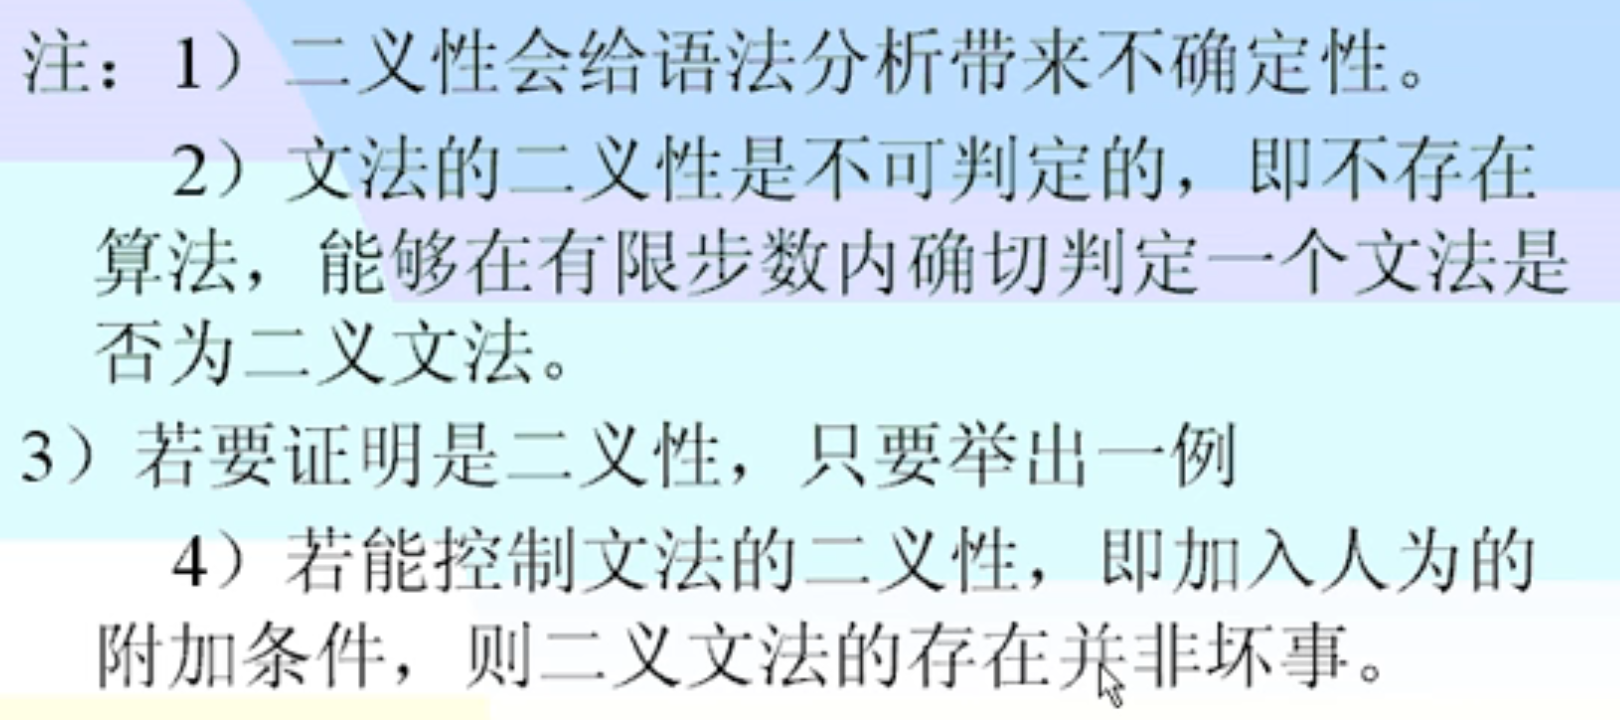 注：1）二义性会给语法分析带来不确定性。
2）文法的二义性是不可判定的，即不存在
算法，能够在有限步数内确切判定一个文法是
否为二义文法。
3）若要证明是二义性，只要举出一例
4）若能控制文法的二义性，即加入人为的
附加条件，则二义文法的存在并非坏事。